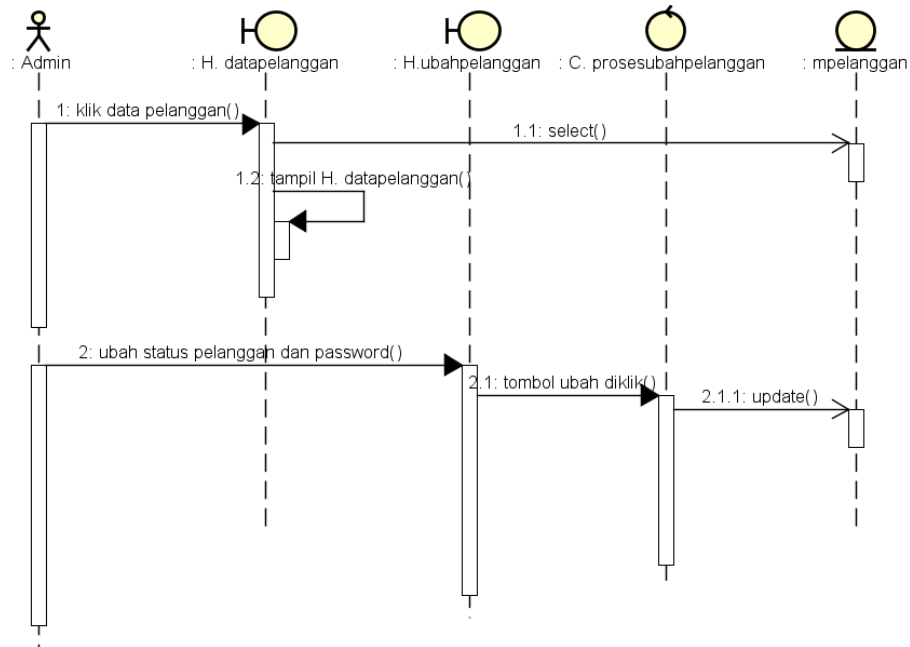 : Admin
: H. datapelanggan
: H.ubahpelanggan
: C. prosesubahpelanggan
: mpelanggan
1: klik data pelanggan()
1.1: select()
1.2: tampil H. datapelanggan()
2: ubah status pelanggan dan password()
2.1: tombol ubah diklik()
2.1.1: update()